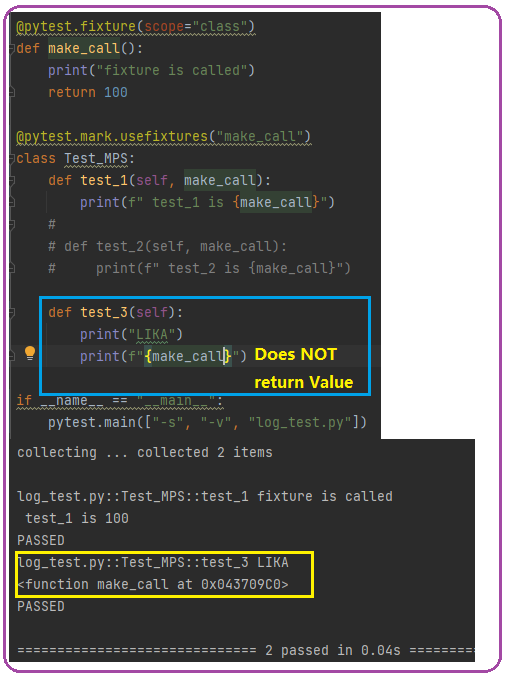 @pytest.fixture(scope="class")
def make_call():
    print("fixture is called")
    return 100
@pytest.mark.usefixtures("make_call")
class Test_MPS:
    def test_1(self, make_call):
        print(f" test_1 is {make_call}")
    #
    # def test_2(self, make_call):
    #     print(f" test_2 is {make_call}")
    def test_3(self):
        print("LIKA")
        print(f"{make_call}")
Does NOT
return Value
if __name__ == "__main__":
    pytest.main(["-s", "-v", "log_test.py"])
collecting ... collected 2 items
log_test.py::Test_MPS::test_1 fixture is called
 test_1 is 100
PASSED
log_test.py::Test_MPS::test_3 LIKA
<function make_call at 0x043709C0>
PASSED
============================= 2 passed in 0.04s =========